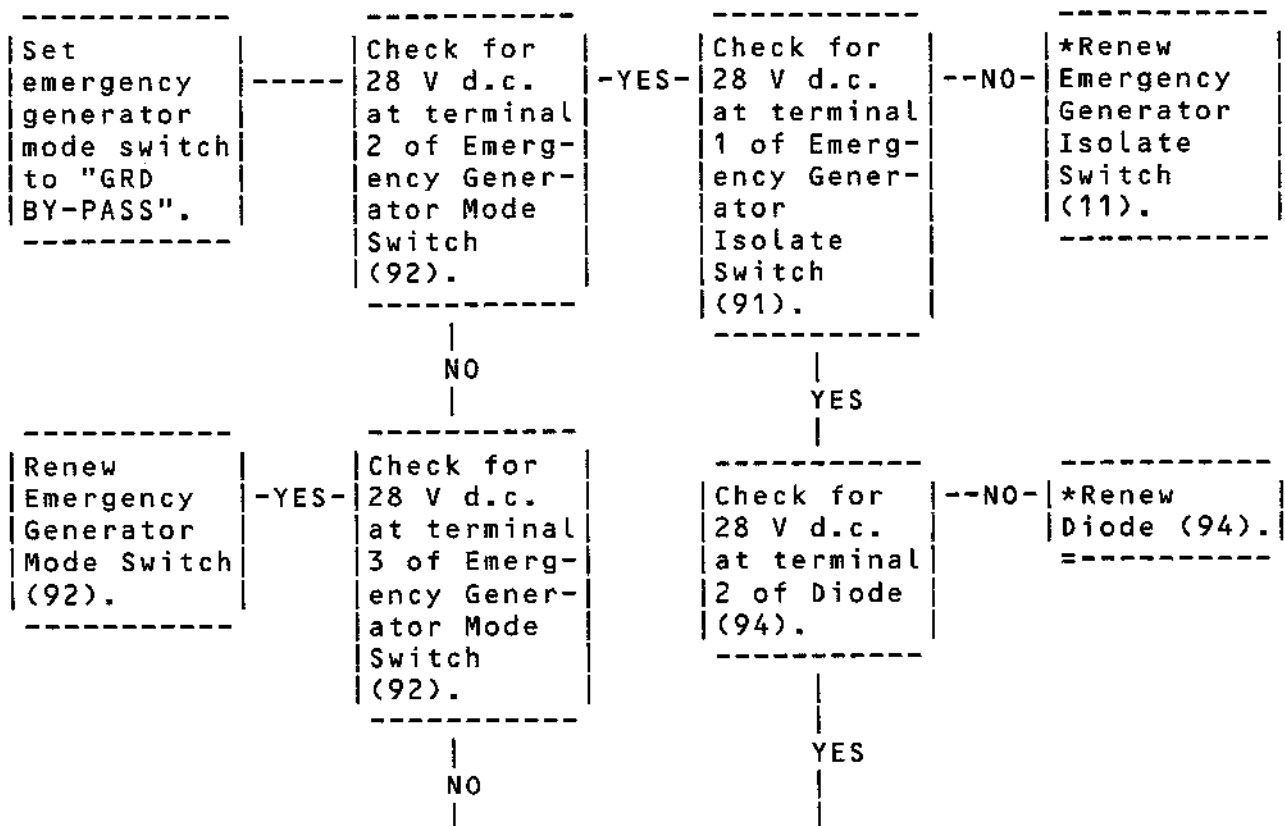 Set
emergency
generator
mode switch
to "GRD
BY-PASS".
Check for
28 V d.c.
at terminal
2 of Emerg-
ency Gener-
ator Mode
Switch
(92).
YES
Check for
28 V d.c.
at terminal
1 of Emerg-
ency Gener-
ator
Isolate
Switch
(91).
NO
*Renew
Emergency
Generator
Isolate
Switch
(11).
NO
YES
Renew
Emergency
Generator
Mode Switch
(92).
YES
Check for
28 V d.c.
at terminal
3 of Emerg-
ency Gener-
ator Mode
Switch
(92).
Check for
28 V d.c.
at terminal
2 of Diode
(94).
NO
*Renew
Diode (94).
NO
YES